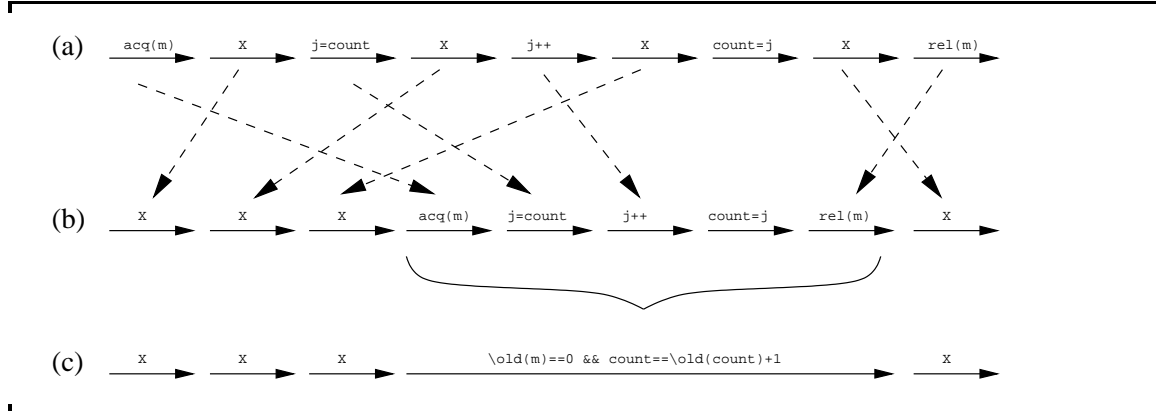 (a) acq(m) X j=count X j++ X count=j X rel(m)
(b) X X X acq(m) j=count j++ count=j rel(m) X
(c) X X X \old(m)==0 && count==\old(count)+1 X